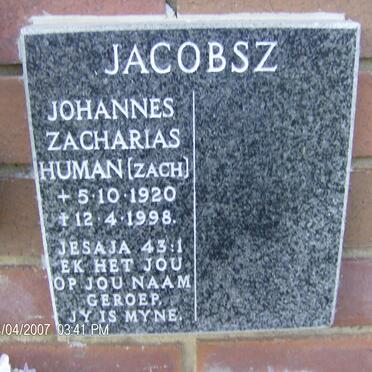 JACOBSZ
JOHANNES
ZACHARIAS
HUMAN [ZACH]
+ 5·10·1920
† 12·4·1998.
JESAJA 43:1
EK HET JOU
OP JOU NAAM
GEROEP,
JY IS MYNE.
/04/2007 03:41 PM